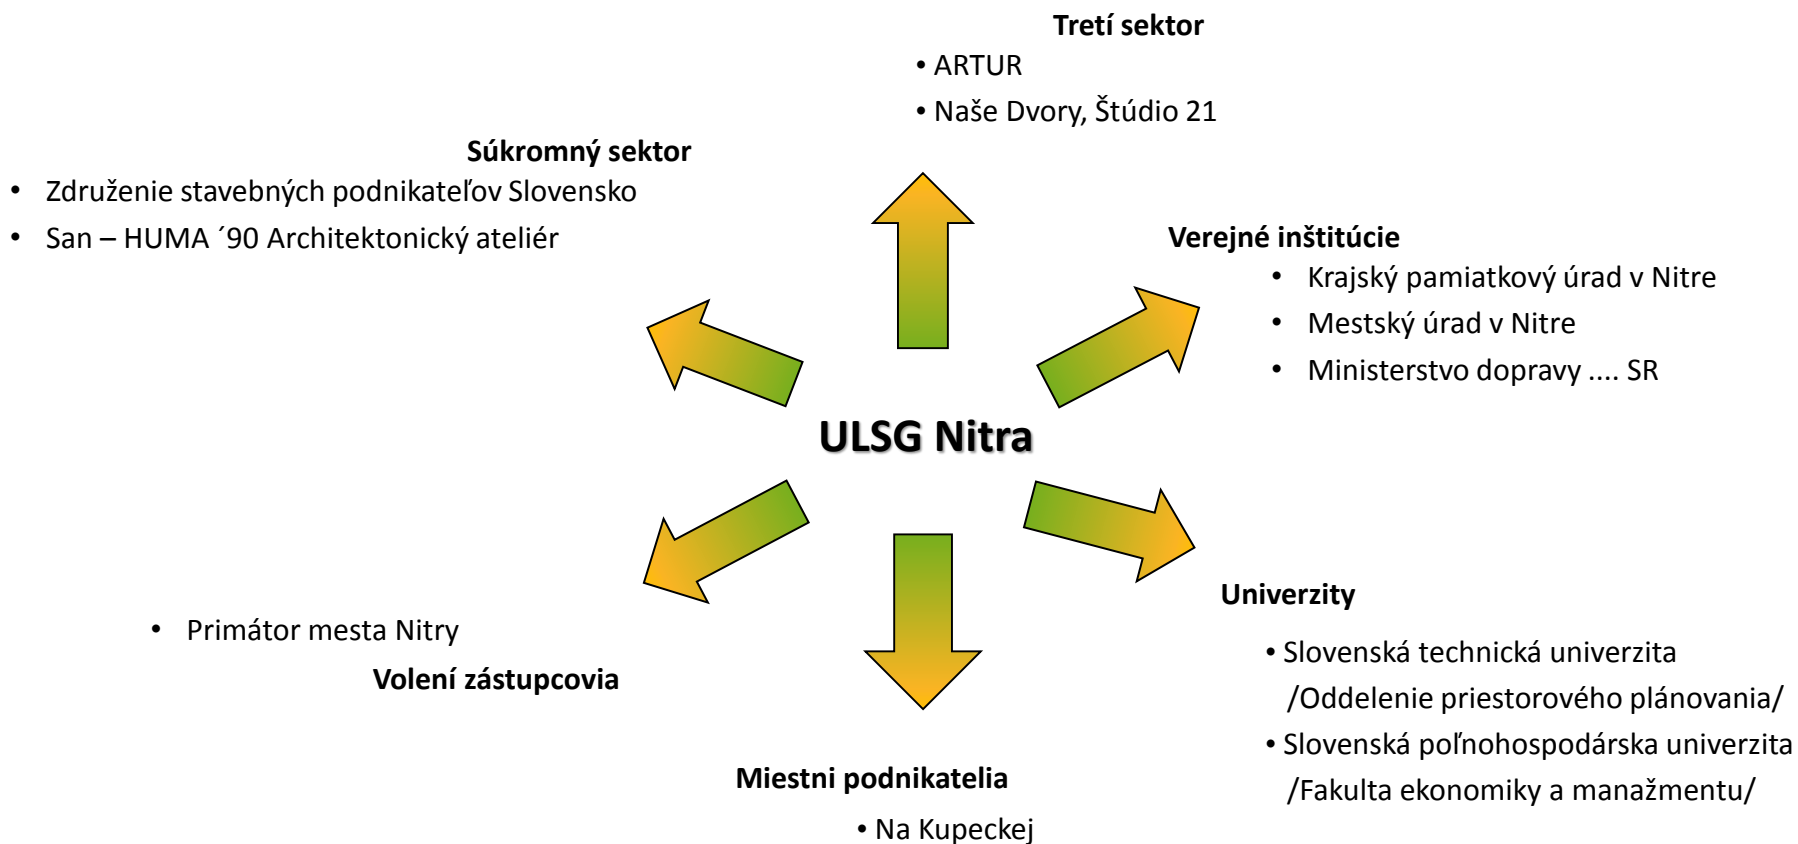 Tretí sektor
• ARTUR
• Naše Dvory, Štúdio 21
Súkromný sektor
• Združenie stavebných podnikateľov Slovensko
• San – HUMA ´90 Architektonický ateliér
Verejné inštitúcie
• Krajský pamiatkový úrad v Nitre
• Mestský úrad v Nitre
• Ministerstvo dopravy .... SR
ULSG Nitra
Univerzity
• Slovenská technická univerzita
/Oddelenie priestorového plánovania/
• Slovenská poľnohospodárska univerzita
/Fakulta ekonomiky a manažmentu/
• Primátor mesta Nitry
Volení zástupcovia
Miestni podnikatelia
• Na Kupeckej